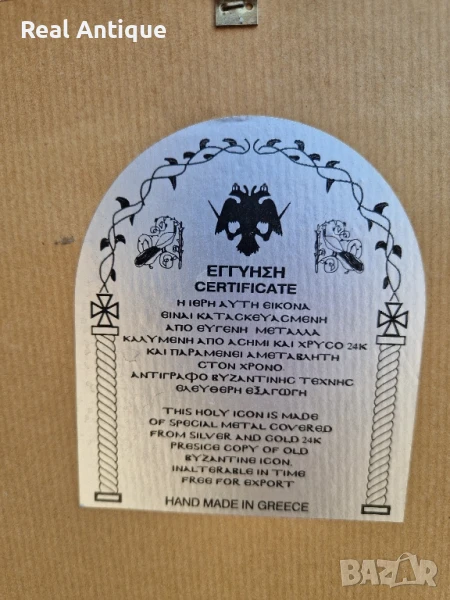 Real Antique
ΕΓΓΥΗΣΗ
CERTIFICATE
Η ΙΕΡΗ ΑΥΤΗ ΕΙΚΟΝΑ
ΕΙΝΑΙ ΚΑΤΑΣΚΕΥΑΣΜΕΝΗ
ΑΠΟ ΕΥΓΕΝΗ ΜΕΤΑΛΛΑ
ΚΑΛΥΜΕΝΗ ΑΠΟ ΑΣΗΜΙ ΚΑΙ ΧΡΥΣΟ 24Κ
ΚΑΙ ΠΑΡΑΜΕΝΕΙ ΑΜΕΤΑΒΛΗΤΗ
ΣΤΟΝ ΧΡΟΝΟ.
ΑΝΤΙΓΡΑΦΟ ΒΥΖΑΝΤΙΝΗΣ ΤΕΧΝΗΣ
ΕΛΕΥΘΕΡΗ ΕΞΑΓΩΓΗ
THIS HOLY ICON IS MADE
OF SPECIAL METAL COVERED
FROM SILVER AND GOLD 24K
PRESICE COPY OF OLD
BYZANTINE ICON,
INALTERABLE IN TIME
FREE FOR EXPORT
HAND MADE IN GREECE
BAZAR